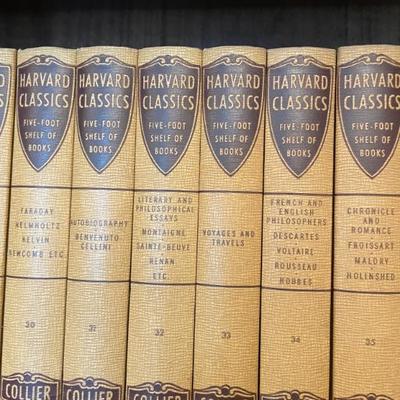 HARVARD
CLASSICS
FIVE-FOOT
SHELF OF
BOOKS
FARADAY
HELMHOLTZ
KELVIN
NEWCOMB ETC
30
COLLIER
HARVARD
CLASSICS
FIVE-FOOT
SHELF OF
BOOKS
AUTOBIOGRAPHY
BENVENUTO
CELLINI
31
COLLIER
HARVARD
CLASSICS
FIVE-FOOT
SHELF OF
BOOKS
LITERARY AND
PHILOSOPHICAL
ESSAYS
MONTAIGNE
SAINTE-BEUVE
RENAN
ETC.
32
COLLIER
HARVARD
CLASSICS
FIVE-FOOT
SHELF OF
BOOKS
VOYAGES AND
TRAVELS
33
COLLIER
HARVARD
CLASSICS
FIVE-FOOT
SHELF OF
BOOKS
FRENCH AND
ENGLISH
PHILOSOPHERS
DESCARTES
VOLTAIRE
ROUSSEAU
HOBBES
34
COLLIER
HARVARD
CLASSICS
FIVE-FOOT
SHELF OF
BOOKS
CHRONICLE AND
ROMANCE
FROISSART
MALORY
HOLINSHED
35
COLLIER